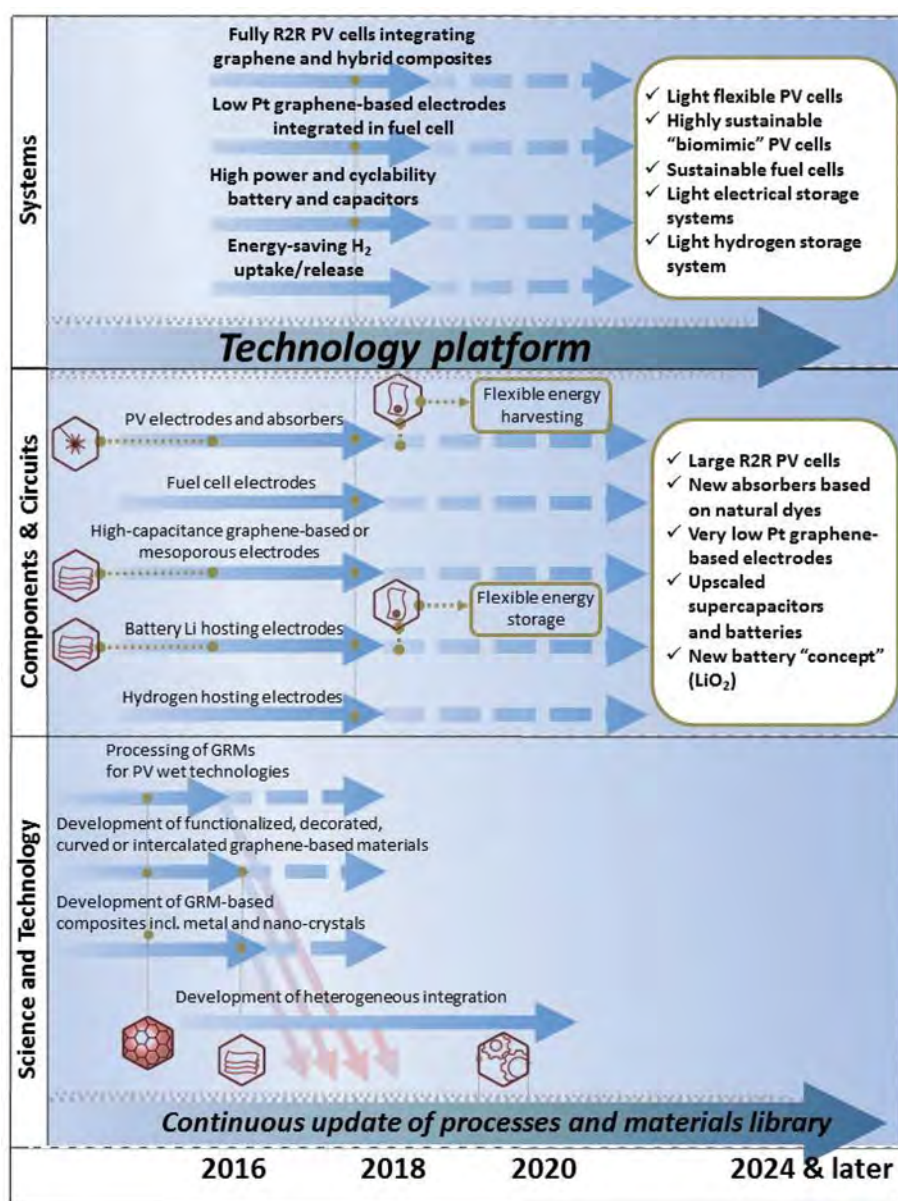 Systems
Fully R2R PV cells integrating
graphene and hybrid composites
Low Pt graphene-based electrodes
integrated in fuel cell
High power and cyclability
battery and capacitors
Energy-saving H₂
uptake/release
✓ Light flexible PV cells
✓ Highly sustainable
“biomimic” PV cells
✓ Sustainable fuel cells
✓ Light electrical storage
systems
✓ Light hydrogen storage
system
Technology platform
Components & Circuits
PV electrodes and absorbers
Flexible energy
harvesting
Fuel cell electrodes
High-capacitance graphene-based or
mesoporous electrodes
Flexible energy
storage
Battery Li hosting electrodes
Hydrogen hosting electrodes
✓ Large R2R PV cells
✓ New absorbers based
on natural dyes
✓ Very low Pt graphene-
based electrodes
✓ Upscaled
supercapacitors
and batteries
✓ New battery “concept”
(LiO₂)
Science and Technology
Processing of GRMs
for PV wet technologies
Development of functionalized, decorated,
curved or intercalated graphene-based materials
Development of GRM-based
composites incl. metal and nano-crystals
Development of heterogeneous integration
Continuous update of processes and materials library
2016 2018 2020 2024 & later